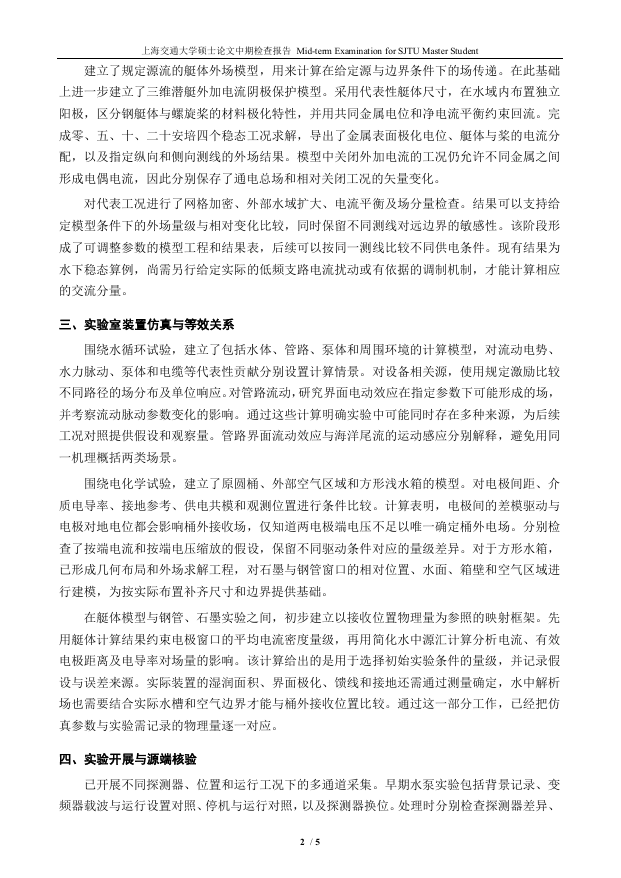 上海交通大学硕士论文中期检查报告 Mid-term Examination for SJTU Master Student
建立了规定源流的艇体外场模型，用来计算在给定源与边界条件下的场传递。在此基础
上进一步建立了三维潜艇外加电流阴极保护模型。采用代表性艇体尺寸，在水域内布置独立
阳极，区分钢艇体与螺旋桨的材料极化特性，并用共同金属电位和净电流平衡约束回流。完
成零、五、十、二十安培四个稳态工况求解，导出了金属表面极化电位、艇体与桨的电流分
配，以及指定纵向和侧向测线的外场结果。模型中关闭外加电流的工况仍允许不同金属之间
形成电偶电流，因此分别保存了通电总场和相对关闭工况的矢量变化。
对代表工况进行了网格加密、外部水域扩大、电流平衡及场分量检查。结果可以支持给
定模型条件下的外场量级与相对变化比较，同时保留不同测线对远边界的敏感性。该阶段形
成了可调整参数的模型工程和结果表，后续可以按同一测线比较不同供电条件。现有结果为
水下稳态算例，尚需另行给定实际的低频支路电流扰动或有依据的调制机制，才能计算相应
的交流分量。
三、实验室装置仿真与等效关系
围绕水循环试验，建立了包括水体、管路、泵体和周围环境的计算模型，对流动电势、
水力脉动、泵体和电缆等代表性贡献分别设置计算情景。对设备相关源，使用规定激励比较
不同路径的场分布及单位响应。对管路流动，研究界面电动效应在指定参数下可能形成的场，
并考察流动脉动参数变化的影响。通过这些计算明确实验中可能同时存在多种来源，为后续
工况对照提供假设和观察量。管路界面流动效应与海洋尾流的运动感应分别解释，避免用同
一机理概括两类场景。
围绕电化学试验，建立了原圆桶、外部空气区域和方形浅水箱的模型。对电极间距、介
质电导率、接地参考、供电共模和观测位置进行条件比较。计算表明，电极间的差模驱动与
电极对地电位都会影响桶外接收场，仅知道两电极端电压不足以唯一确定桶外电场。分别检
查了按端电流和按端电压缩放的假设，保留不同驱动条件对应的量级差异。对于方形水箱，
已形成几何布局和外场求解工程，对石墨与钢管窗口的相对位置、水面、箱壁和空气区域进
行建模，为按实际布置补齐尺寸和边界提供基础。
在艇体模型与钢管、石墨实验之间，初步建立以接收位置物理量为参照的映射框架。先
用艇体计算结果约束电极窗口的平均电流密度量级，再用简化水中源汇计算分析电流、有效
电极距离及电导率对场量的影响。该计算给出的是用于选择初始实验条件的量级，并记录假
设与误差来源。实际装置的湿润面积、界面极化、馈线和接地还需通过测量确定，水中解析
场也需要结合实际水槽和空气边界才能与桶外接收位置比较。通过这一部分工作，已经把仿
真参数与实验需记录的物理量逐一对应。
四、实验开展与源端核验
已开展不同探测器、位置和运行工况下的多通道采集。早期水泵实验包括背景记录、变
频器载波与运行设置对照、停机与运行对照，以及探测器换位。处理时分别检查探测器差异、
2 / 5